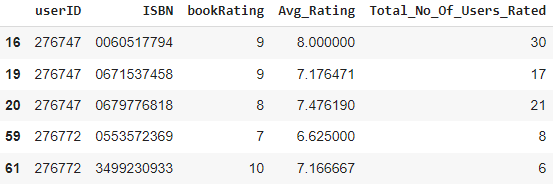 userID ISBN bookRating Avg_Rating Total_No_Of_Users_Rated
16 276747 0060517794 9 8.000000 30
19 276747 0671537458 9 7.176471 17
20 276747 0679776818 8 7.476190 21
59 276772 0553572369 7 6.625000 8
61 276772 3499230933 10 7.166667 6